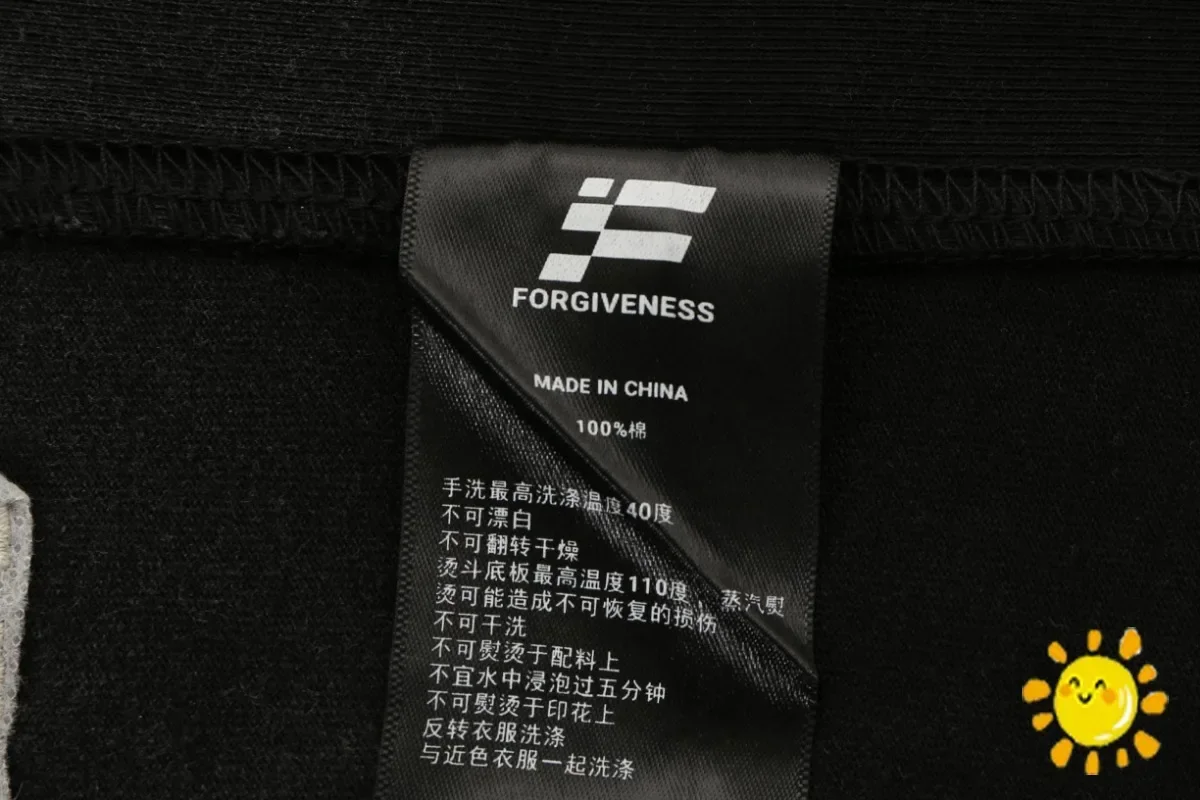 FORGIVENESS
MADE IN CHINA
100%棉
手洗最高洗涤温度40度
不可漂白
不可翻转干燥
烫斗底板最高温度110度，蒸汽熨
烫可能造成不可恢复的损伤
不可干洗
不可熨烫于配料上
不宜水中浸泡过五分钟
不可熨烫于印花上
反转衣服洗涤
与近色衣服一起洗涤